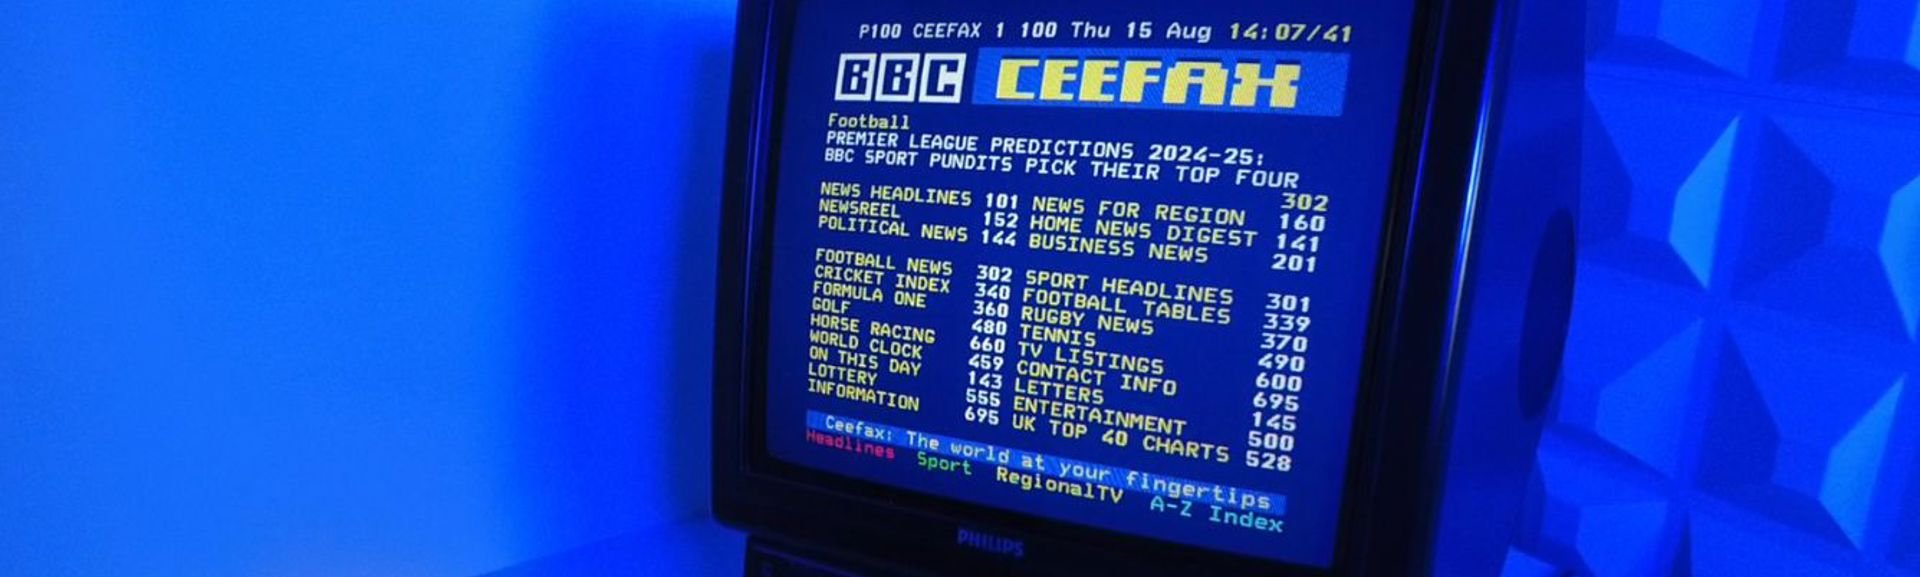 P100 CEEFAX 1 100 Thu 15 Aug 14:07/41
BBC CEEFAX
Football
PREMIER LEAGUE PREDICTIONS 2024-25:
BBC SPORT PUNDITS PICK THEIR TOP FOUR
302
NEWS HEADLINES 101 NEWS FOR REGION 160
NEWSREEL 152 HOME NEWS DIGEST 141
POLITICAL NEWS 144 BUSINESS NEWS 201
FOOTBALL NEWS 302 SPORT HEADLINES 301
CRICKET INDEX 340 FOOTBALL TABLES 339
FORMULA ONE 360 RUGBY NEWS 370
GOLF 480 TENNIS 490
HORSE RACING 660 TV LISTINGS 600
WORLD CLOCK 459 CONTACT INFO 695
ON THIS DAY 143 LETTERS 145
LOTTERY 555 ENTERTAINMENT 500
INFORMATION 695 UK TOP 40 CHARTS 528
Ceefax: The world at your fingertips
Headlines Sport RegionalTV A-Z Index
PHILIPS